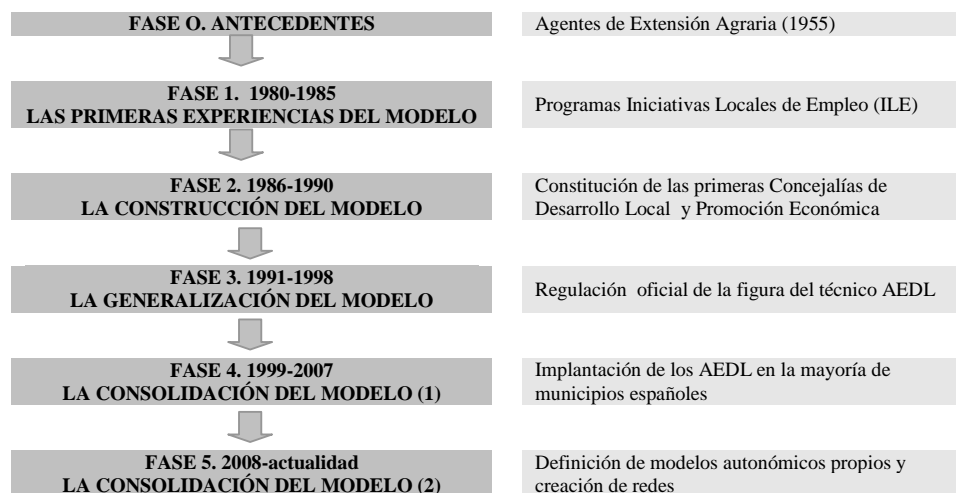 FASE O. ANTECEDENTES
Agentes de Extensión Agraria (1955)
FASE 1. 1980-1985
LAS PRIMERAS EXPERIENCIAS DEL MODELO
Programas Iniciativas Locales de Empleo (ILE)
FASE 2. 1986-1990
LA CONSTRUCCIÓN DEL MODELO
Constitución de las primeras Concejalías de
Desarrollo Local y Promoción Económica
FASE 3. 1991-1998
LA GENERALIZACIÓN DEL MODELO
Regulación oficial de la figura del técnico AEDL
FASE 4. 1999-2007
LA CONSOLIDACIÓN DEL MODELO (1)
Implantación de los AEDL en la mayoría de
municipios españoles
FASE 5. 2008-actualidad
LA CONSOLIDACIÓN DEL MODELO (2)
Definición de modelos autonómicos propios y
creación de redes